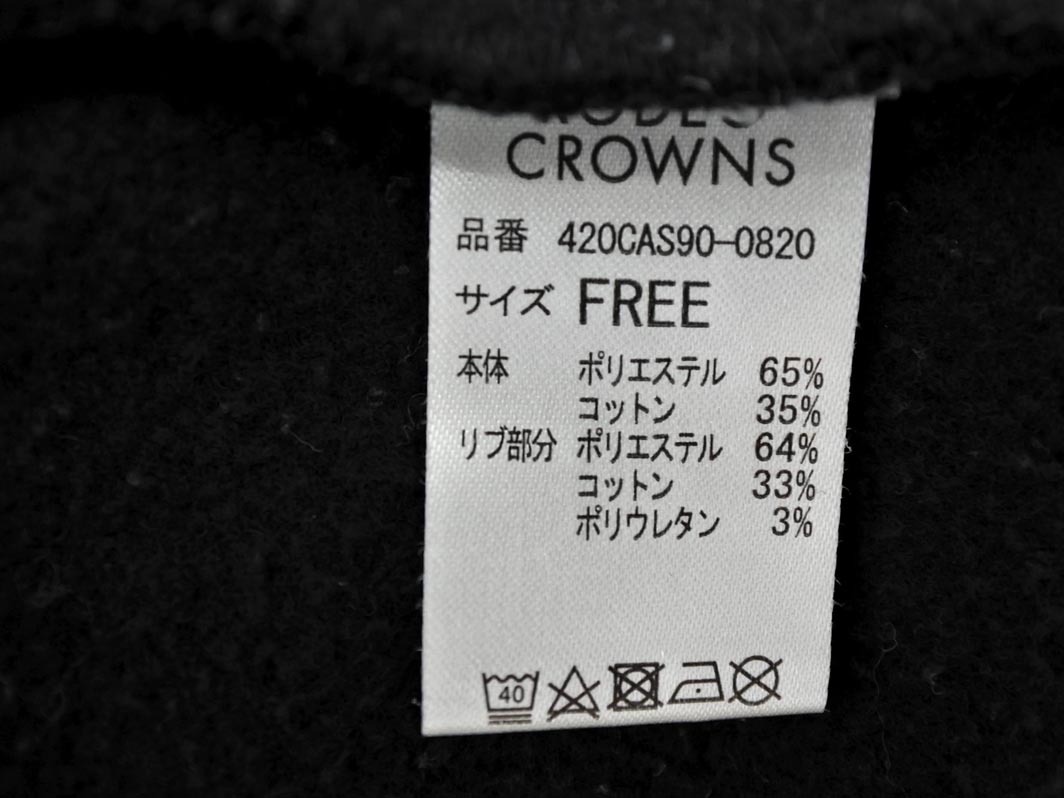 RODEO
CROWNS
品番 420CAS90-0820
サイズ FREE
本体 ポリエステル 65%
コットン 35%
リブ部分 ポリエステル 64%
コットン 33%
ポリウレタン 3%
40